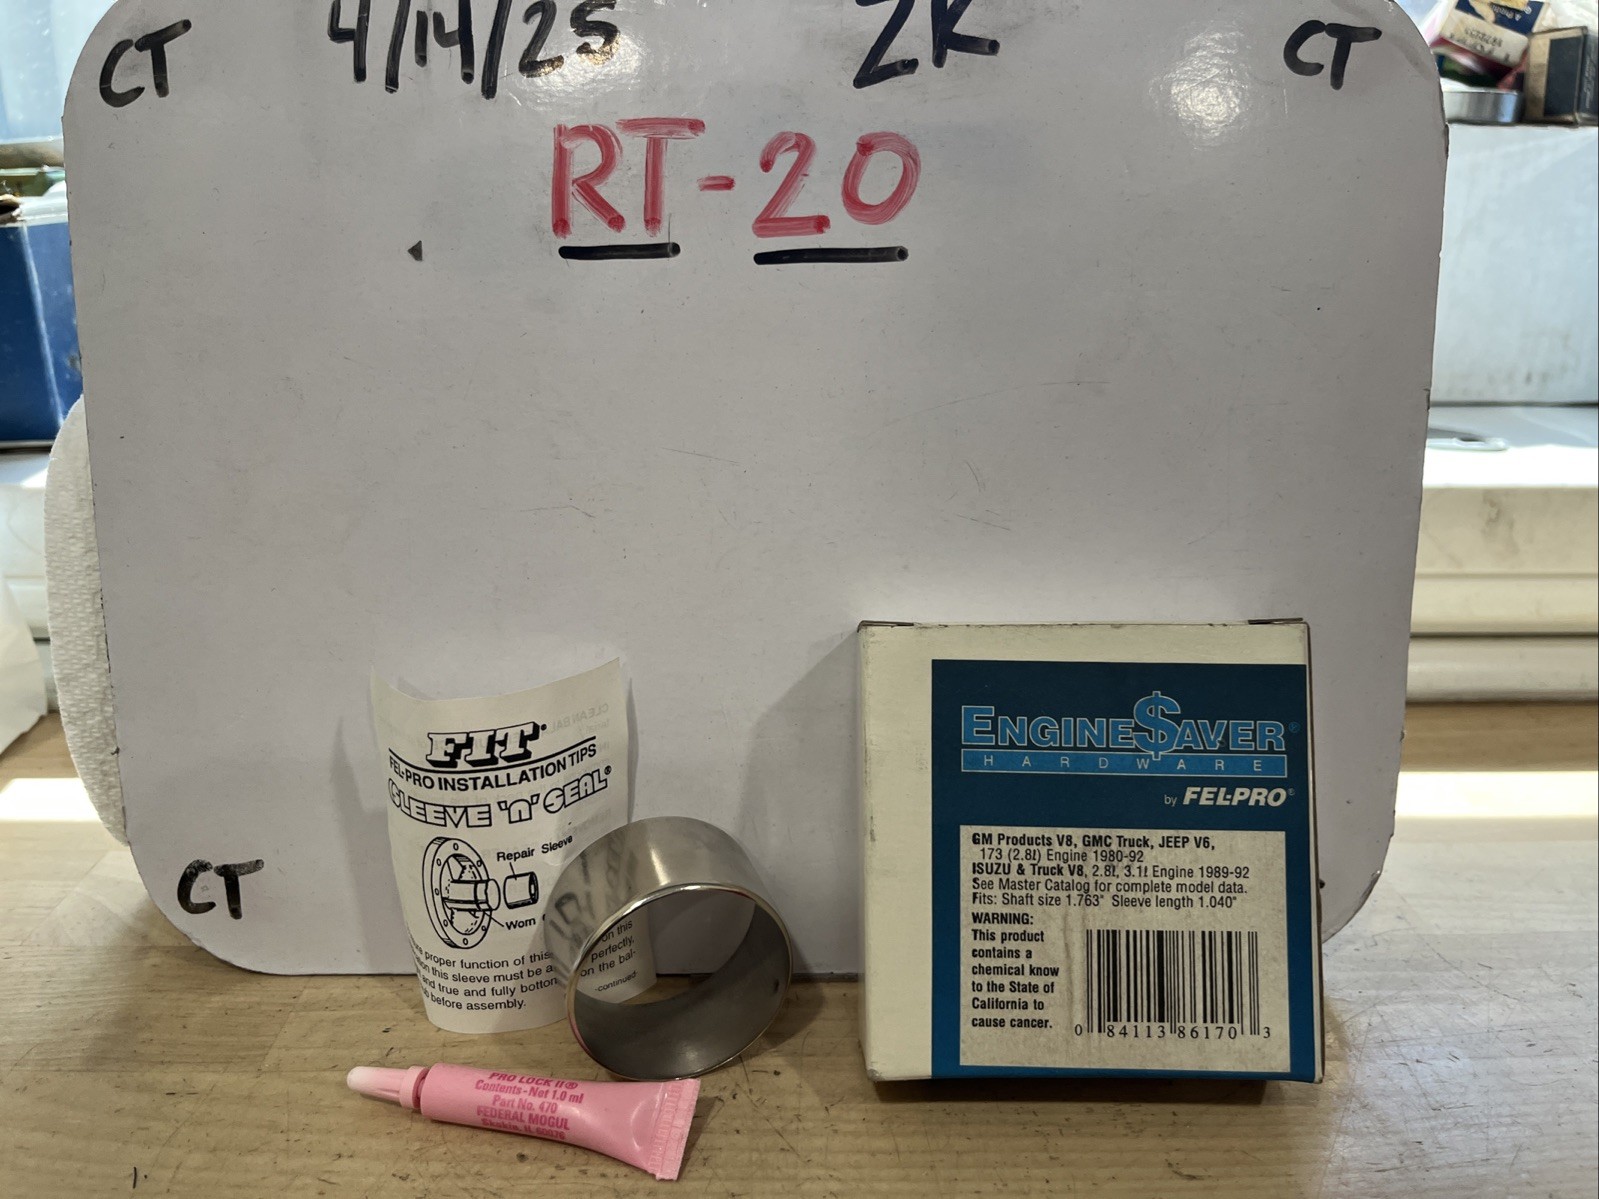 CT
4/14/25
ZK
CT
RT-20
CT
FIT
FEL-PRO INSTALLATION TIPS
SLEEVE 'n' SEAL®
Repair Sleeve
Worn
proper function of this
this sleeve must be
and true and fully bottom
before assembly.
on this
perfectly.
on the bal-
-continued
PRO LOCK II®
Contents-Net 1.0 ml
Part No. 470
FEDERAL MOGUL
Skokie, IL 60076
ENGINE$AVER®
HARDWARE
by FEL-PRO®
GM Products V8, GMC Truck, JEEP V6,
173 (2.8ℓ) Engine 1980-92
ISUZU & Truck V8, 2.8ℓ, 3.1ℓ Engine 1989-92
See Master Catalog for complete model data.
Fits: Shaft size 1.763" Sleeve length 1.040"
WARNING:
This product
contains a
chemical know
to the State of
California to
cause cancer.
0 84113 86170 3